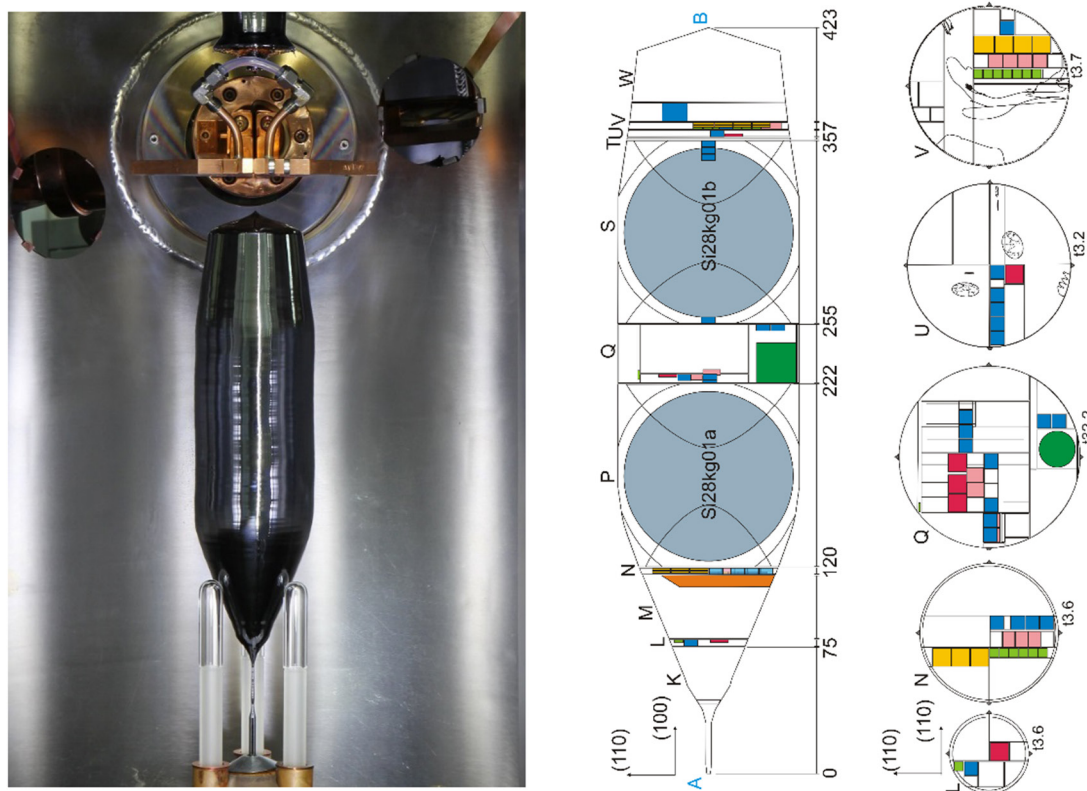 B
423
W
TUV
357
S
Si28kg01b
255
Q
222
P
Si28kg01a
120
N
M
L
75
K
(110)
(100)
A
0
V
t3.7
U
t3.2
Q
N
t3.6
(110)
(110)
L
t3.6